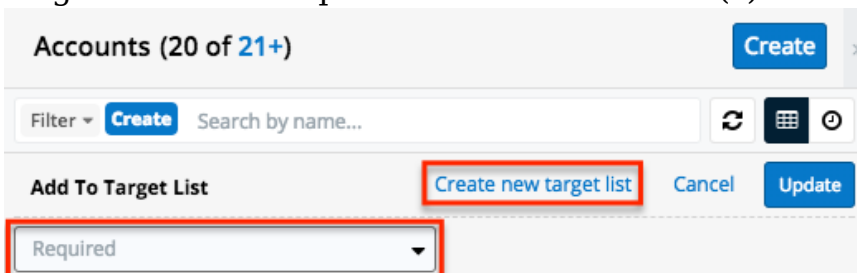 Accounts (20 of 21+) Create
Filter Create Search by name...
Add To Target List Create new target list Cancel Update
Required